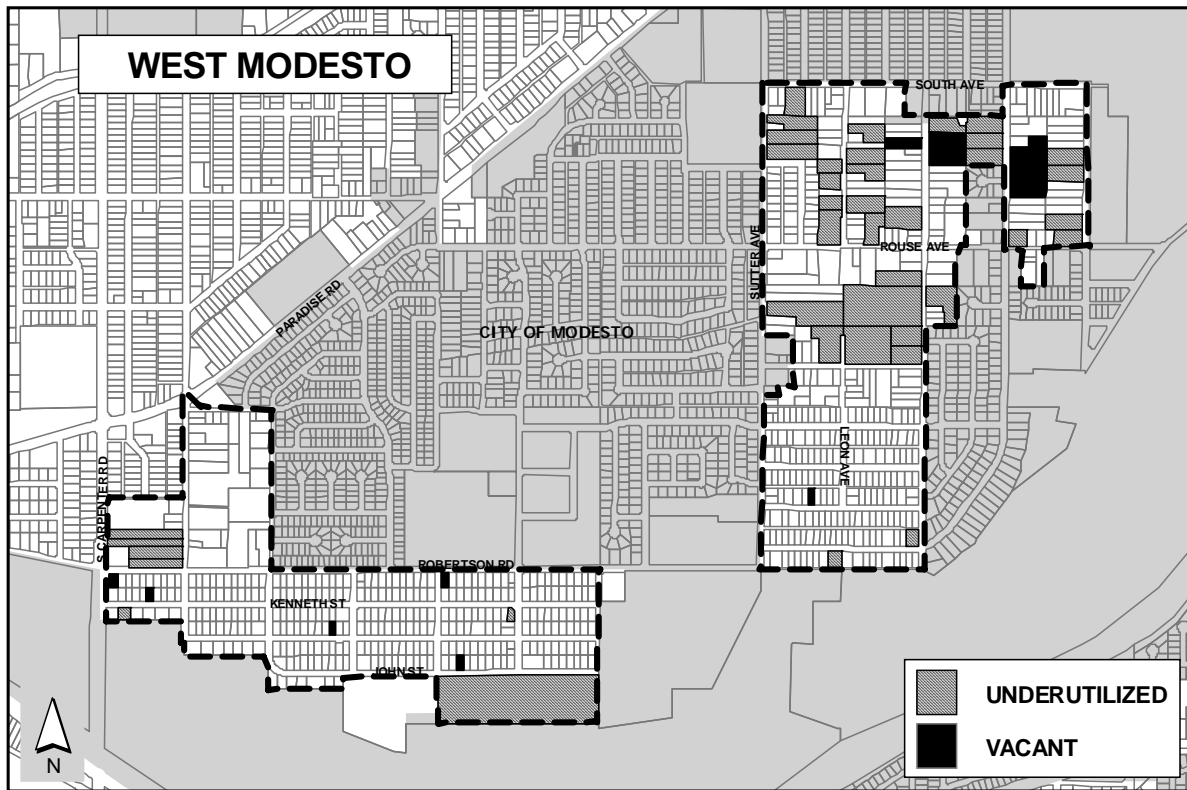 WEST MODESTO
SOUTH AVE
SUTTER AVE
ROUSE AVE
PARADISE RD
CITY OF MODESTO
LEON AVE
S CARPENTER RD
ROBERTSON RD
KENNETH ST
JOHN ST
UNDERUTILIZED
VACANT
N